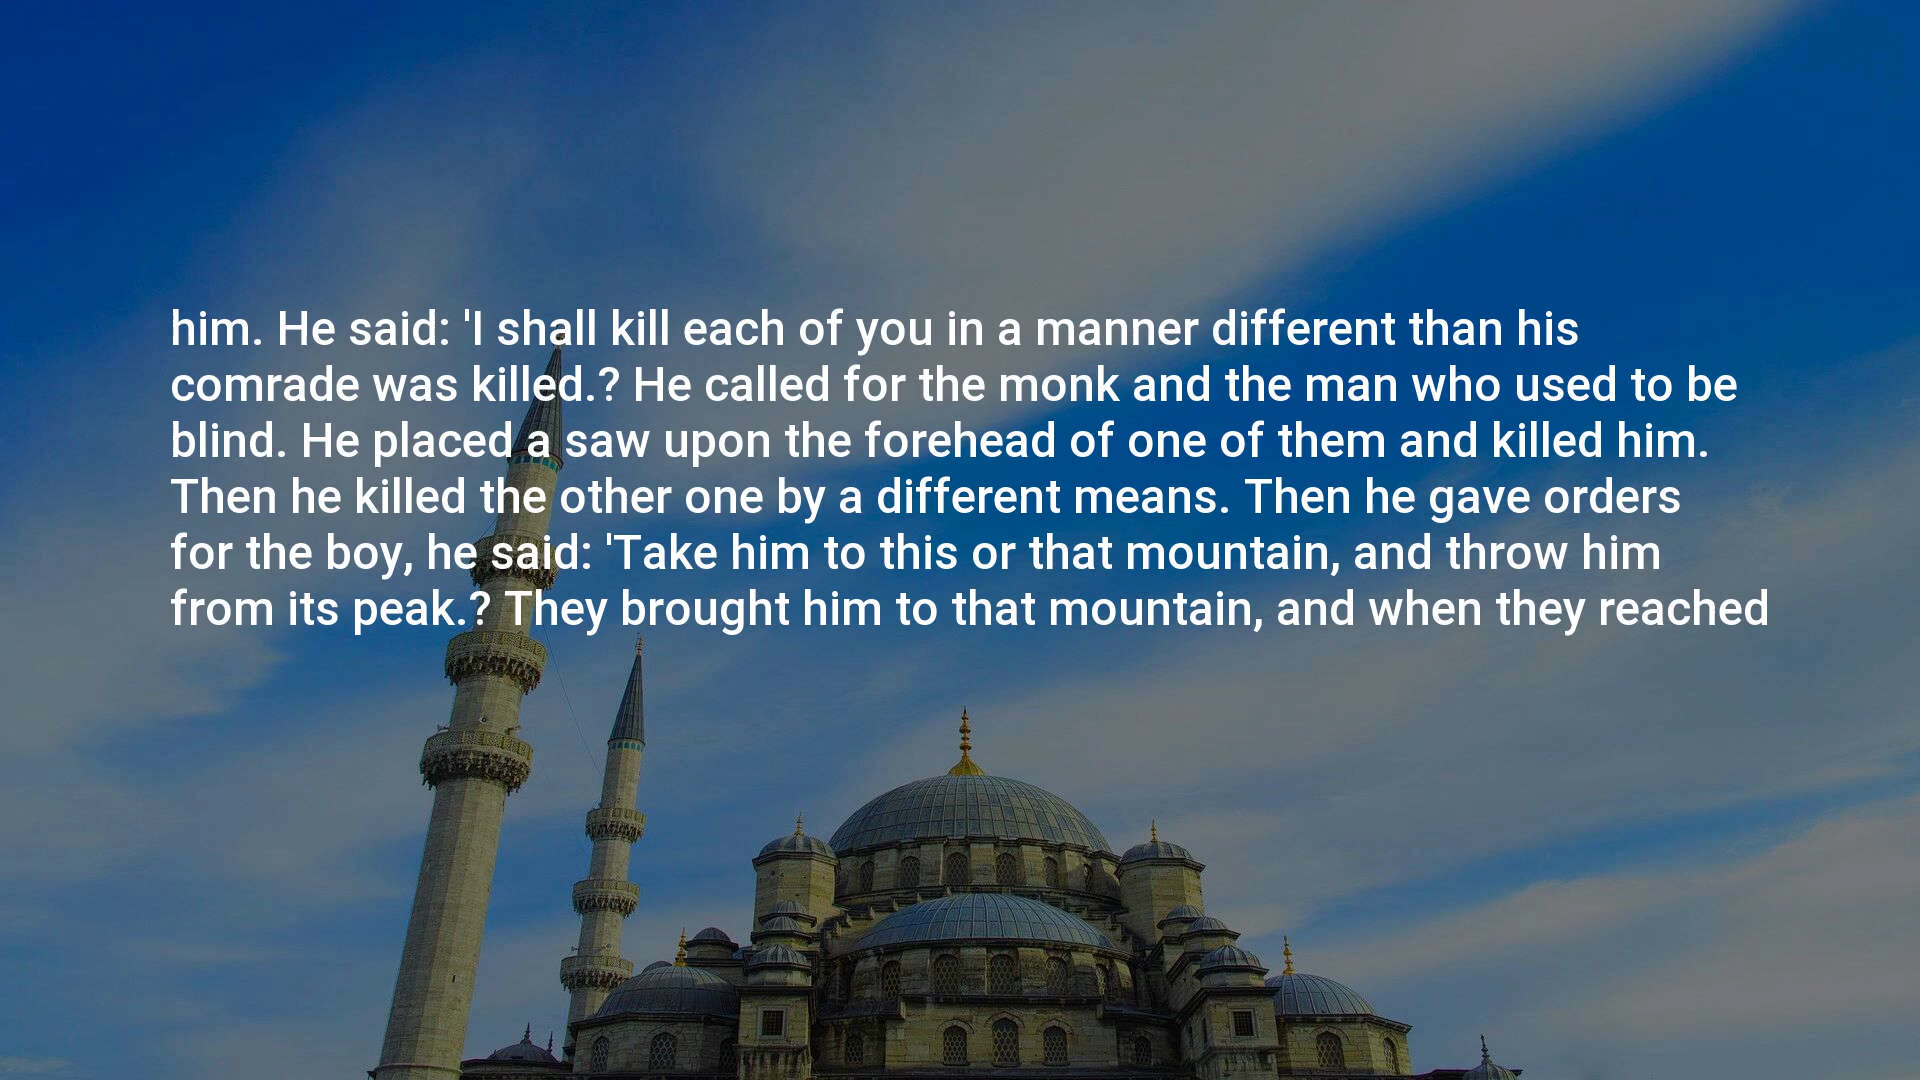 him. He said: 'I shall kill each of you in a manner different than his
comrade was killed.? He called for the monk and the man who used to be
blind. He placed a saw upon the forehead of one of them and killed him.
Then he killed the other one by a different means. Then he gave orders
for the boy, he said: 'Take him to this or that mountain, and throw him
from its peak.? They brought him to that mountain, and when they reached